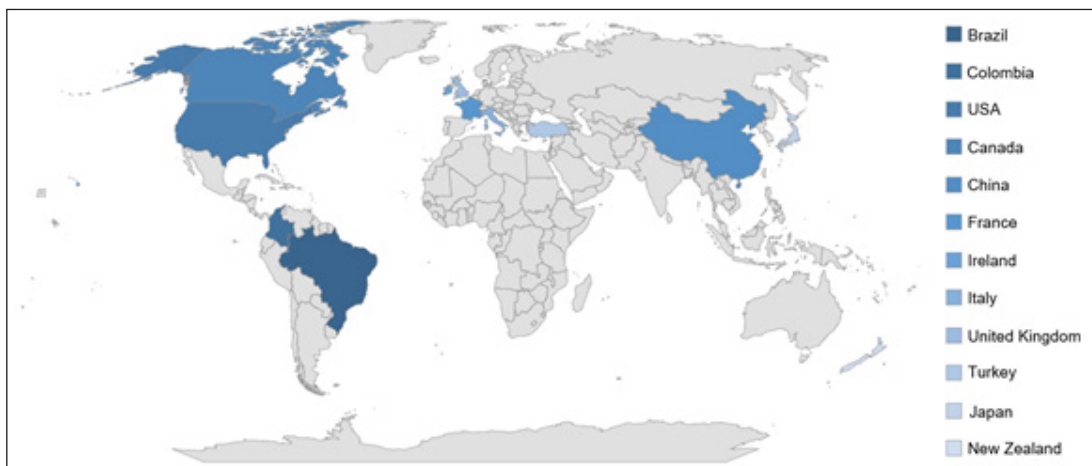 Brazil
Colombia
USA
Canada
China
France
Ireland
Italy
United Kingdom
Turkey
Japan
New Zealand